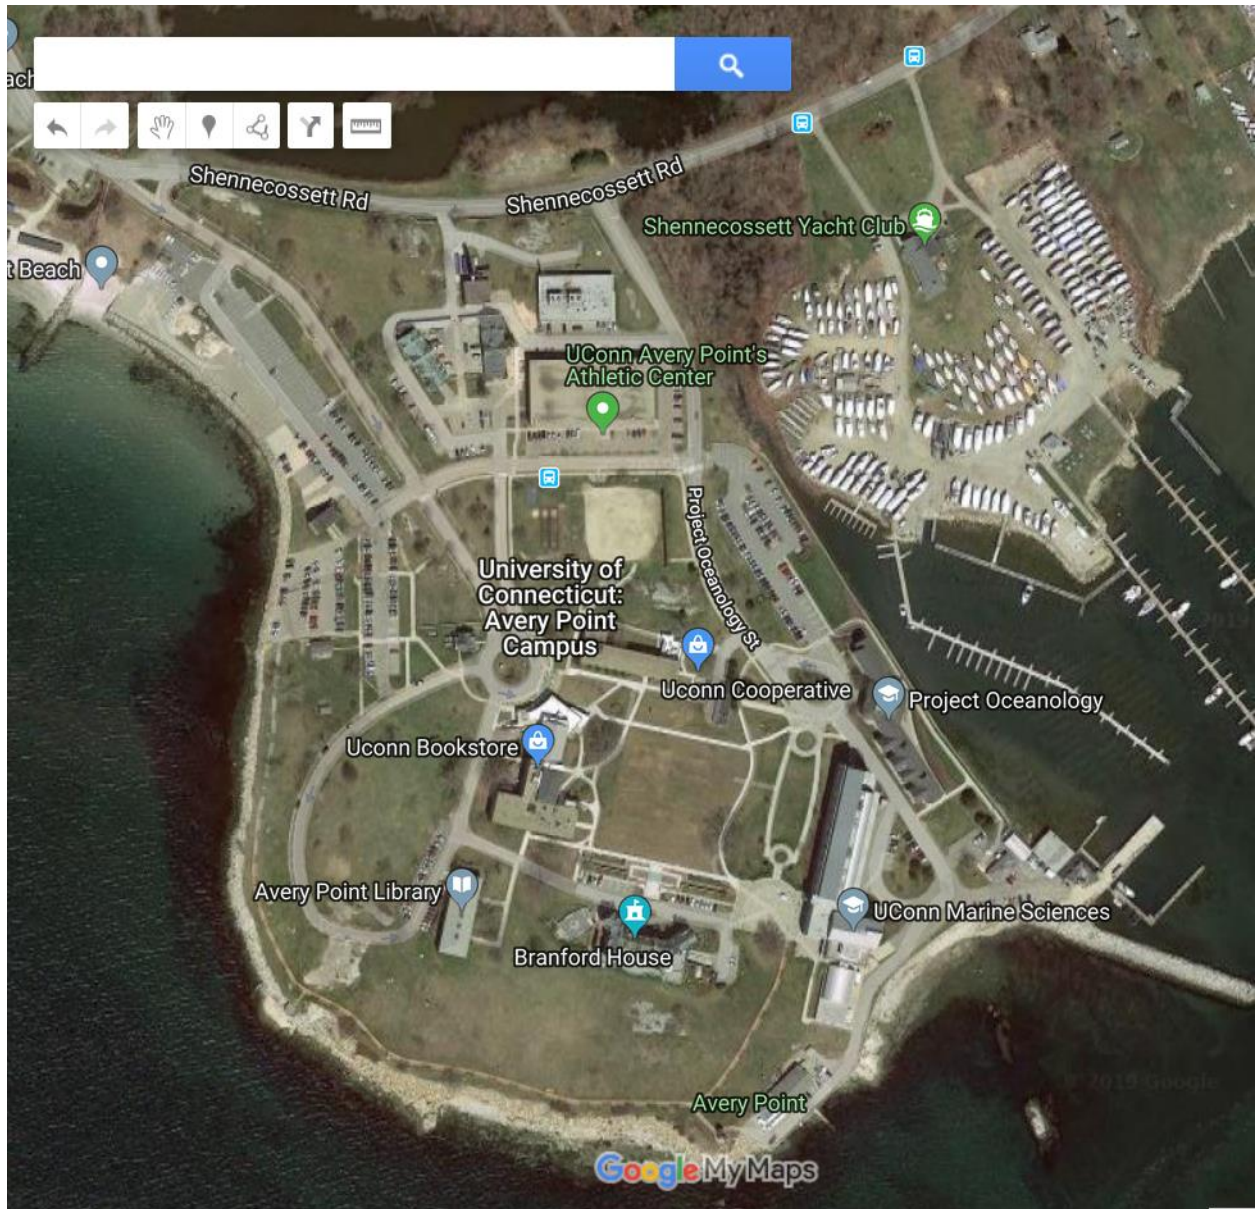 ach
Shennecossett Rd
Shennecossett Rd
Shennecossett Yacht Club
t Beach
UConn Avery Point's
Athletic Center
Project Oceanology St
University of
Connecticut:
Avery Point
Campus
Uconn Cooperative
Project Oceanology
Uconn Bookstore
Avery Point Library
UConn Marine Sciences
Branford House
Avery Point
© 2019 Google
Google My Maps